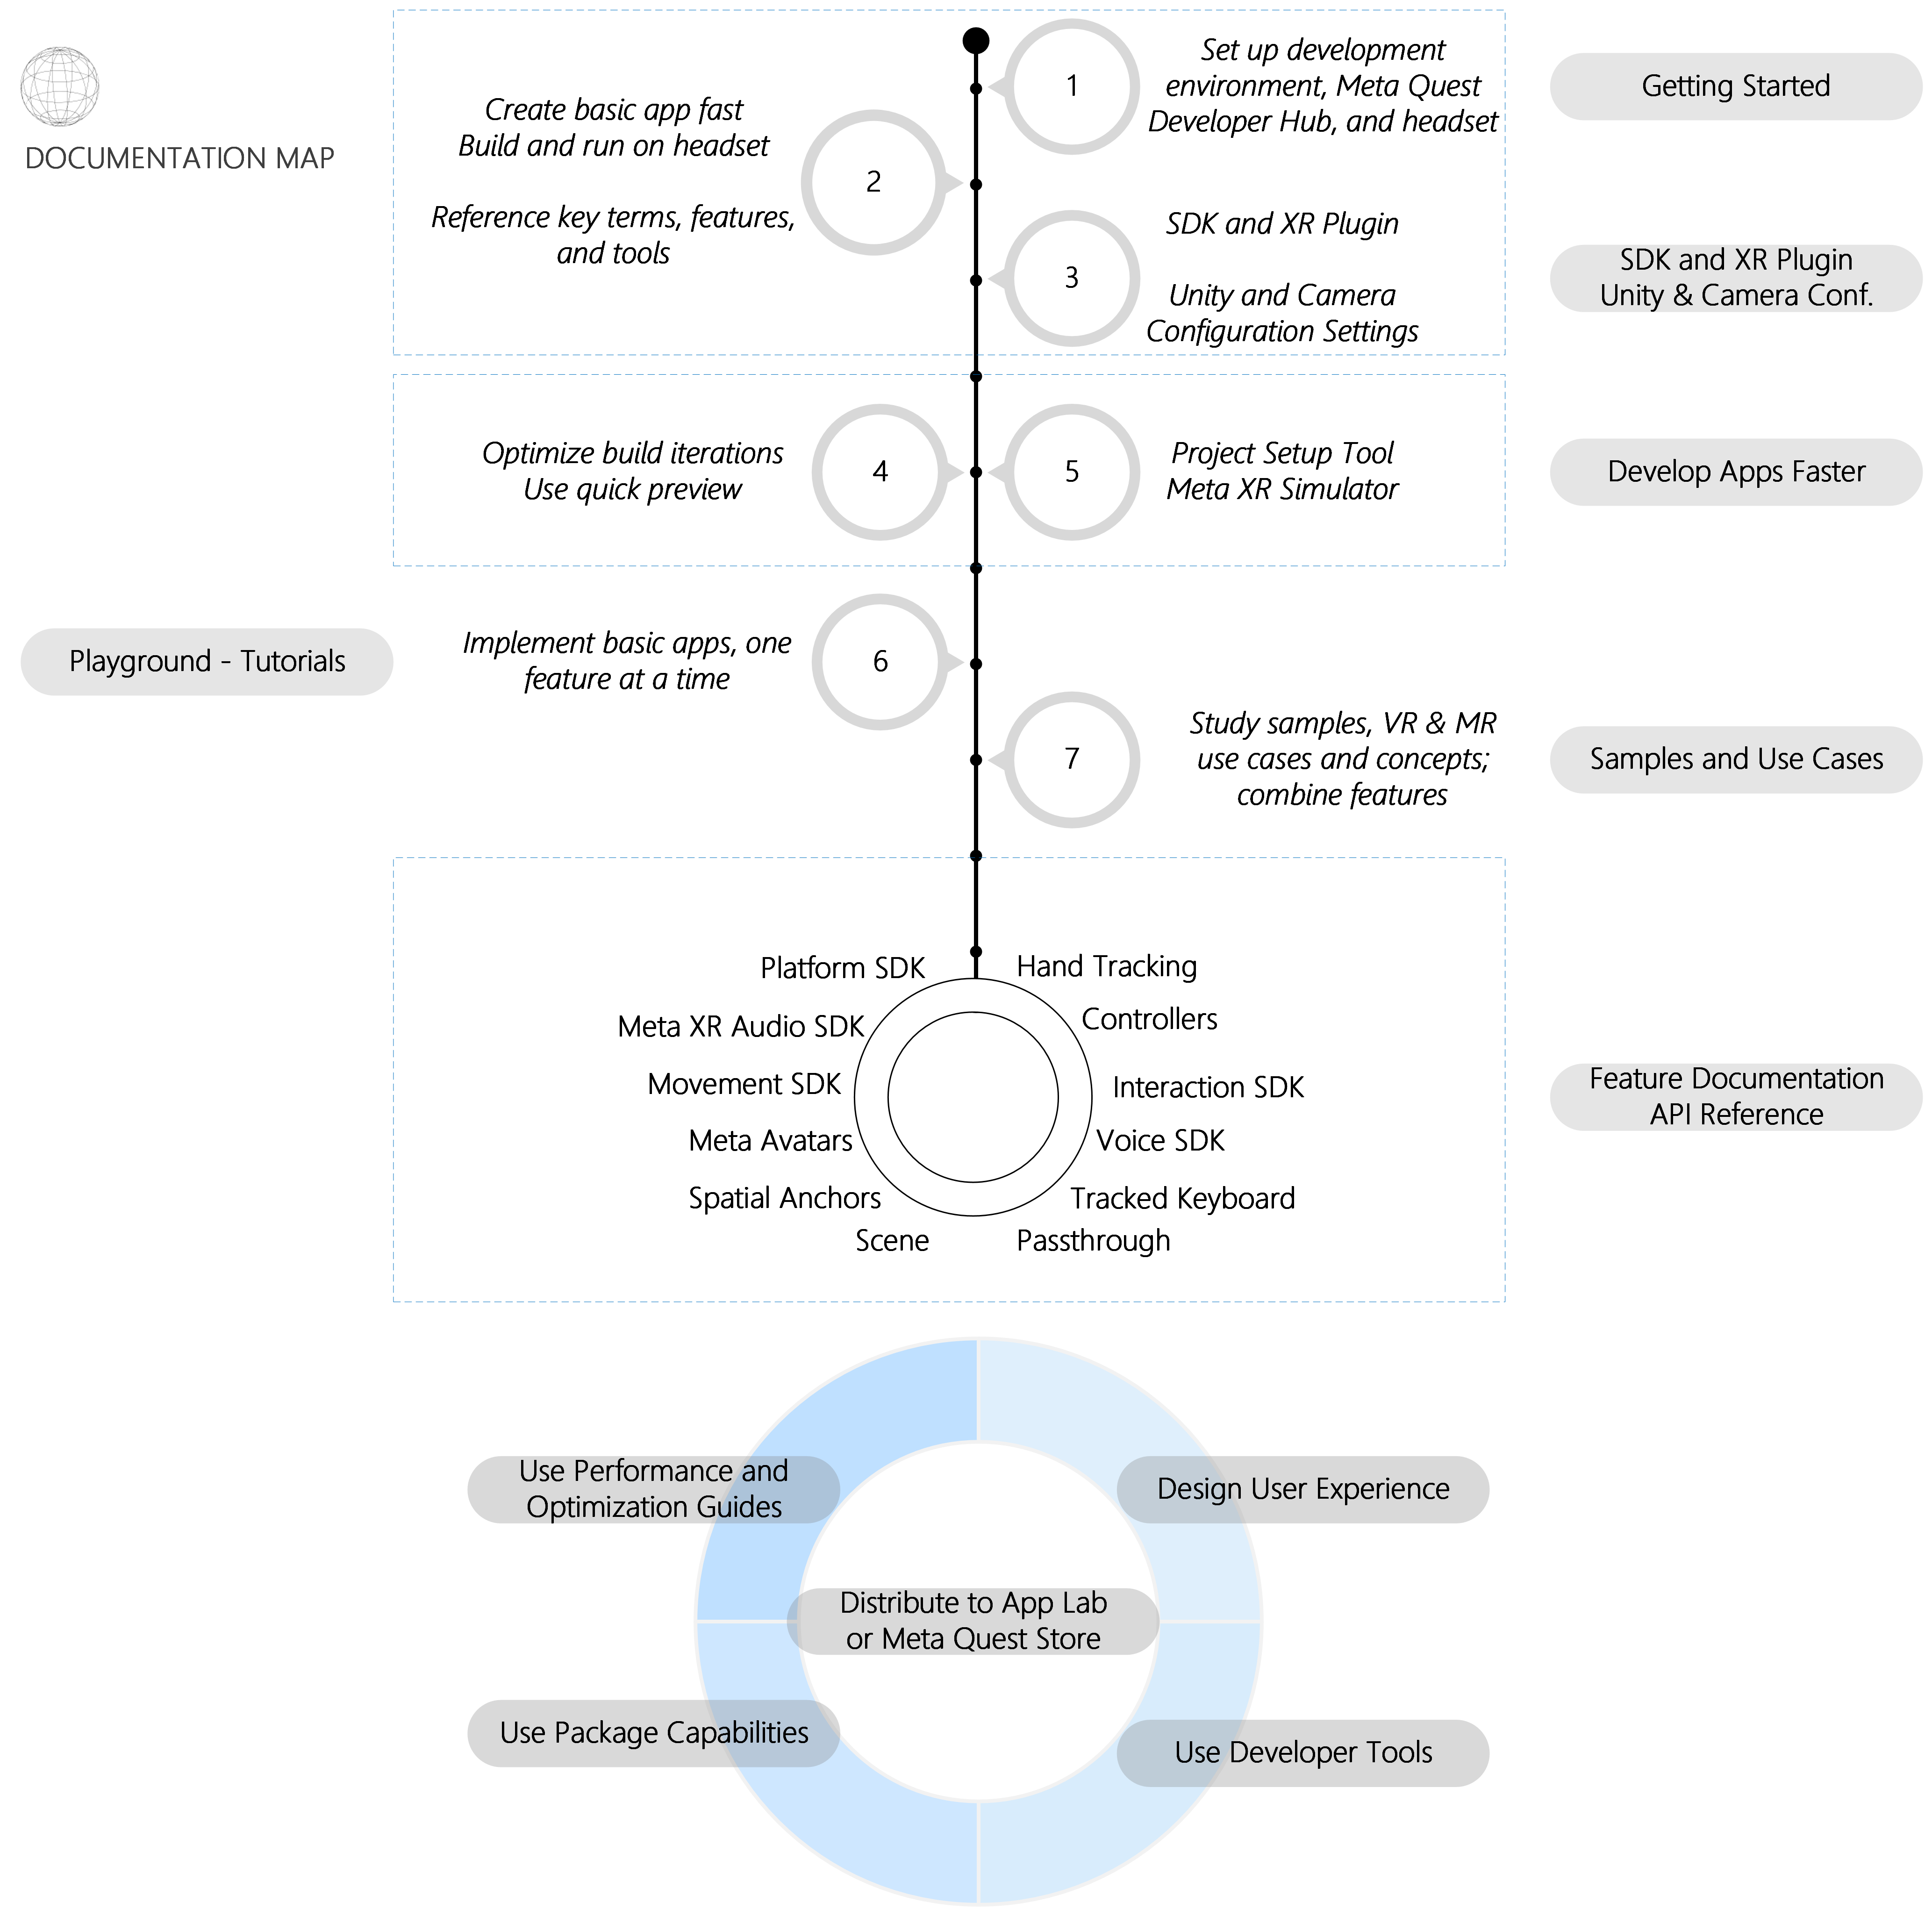 DOCUMENTATION MAP
1
Set up development
environment, Meta Quest
Developer Hub, and headset
Getting Started
Create basic app fast
Build and run on headset
Reference key terms, features,
and tools
2
3
SDK and XR Plugin
Unity and Camera
Configuration Settings
SDK and XR Plugin
Unity & Camera Conf.
Optimize build iterations
Use quick preview
4
5
Project Setup Tool
Meta XR Simulator
Develop Apps Faster
Playground - Tutorials
Implement basic apps, one
feature at a time
6
7
Study samples, VR & MR
use cases and concepts;
combine features
Samples and Use Cases
Platform SDK
Hand Tracking
Meta XR Audio SDK
Controllers
Movement SDK
Interaction SDK
Meta Avatars
Voice SDK
Spatial Anchors
Tracked Keyboard
Scene
Passthrough
Feature Documentation
API Reference
Use Performance and
Optimization Guides
Design User Experience
Distribute to App Lab
or Meta Quest Store
Use Package Capabilities
Use Developer Tools